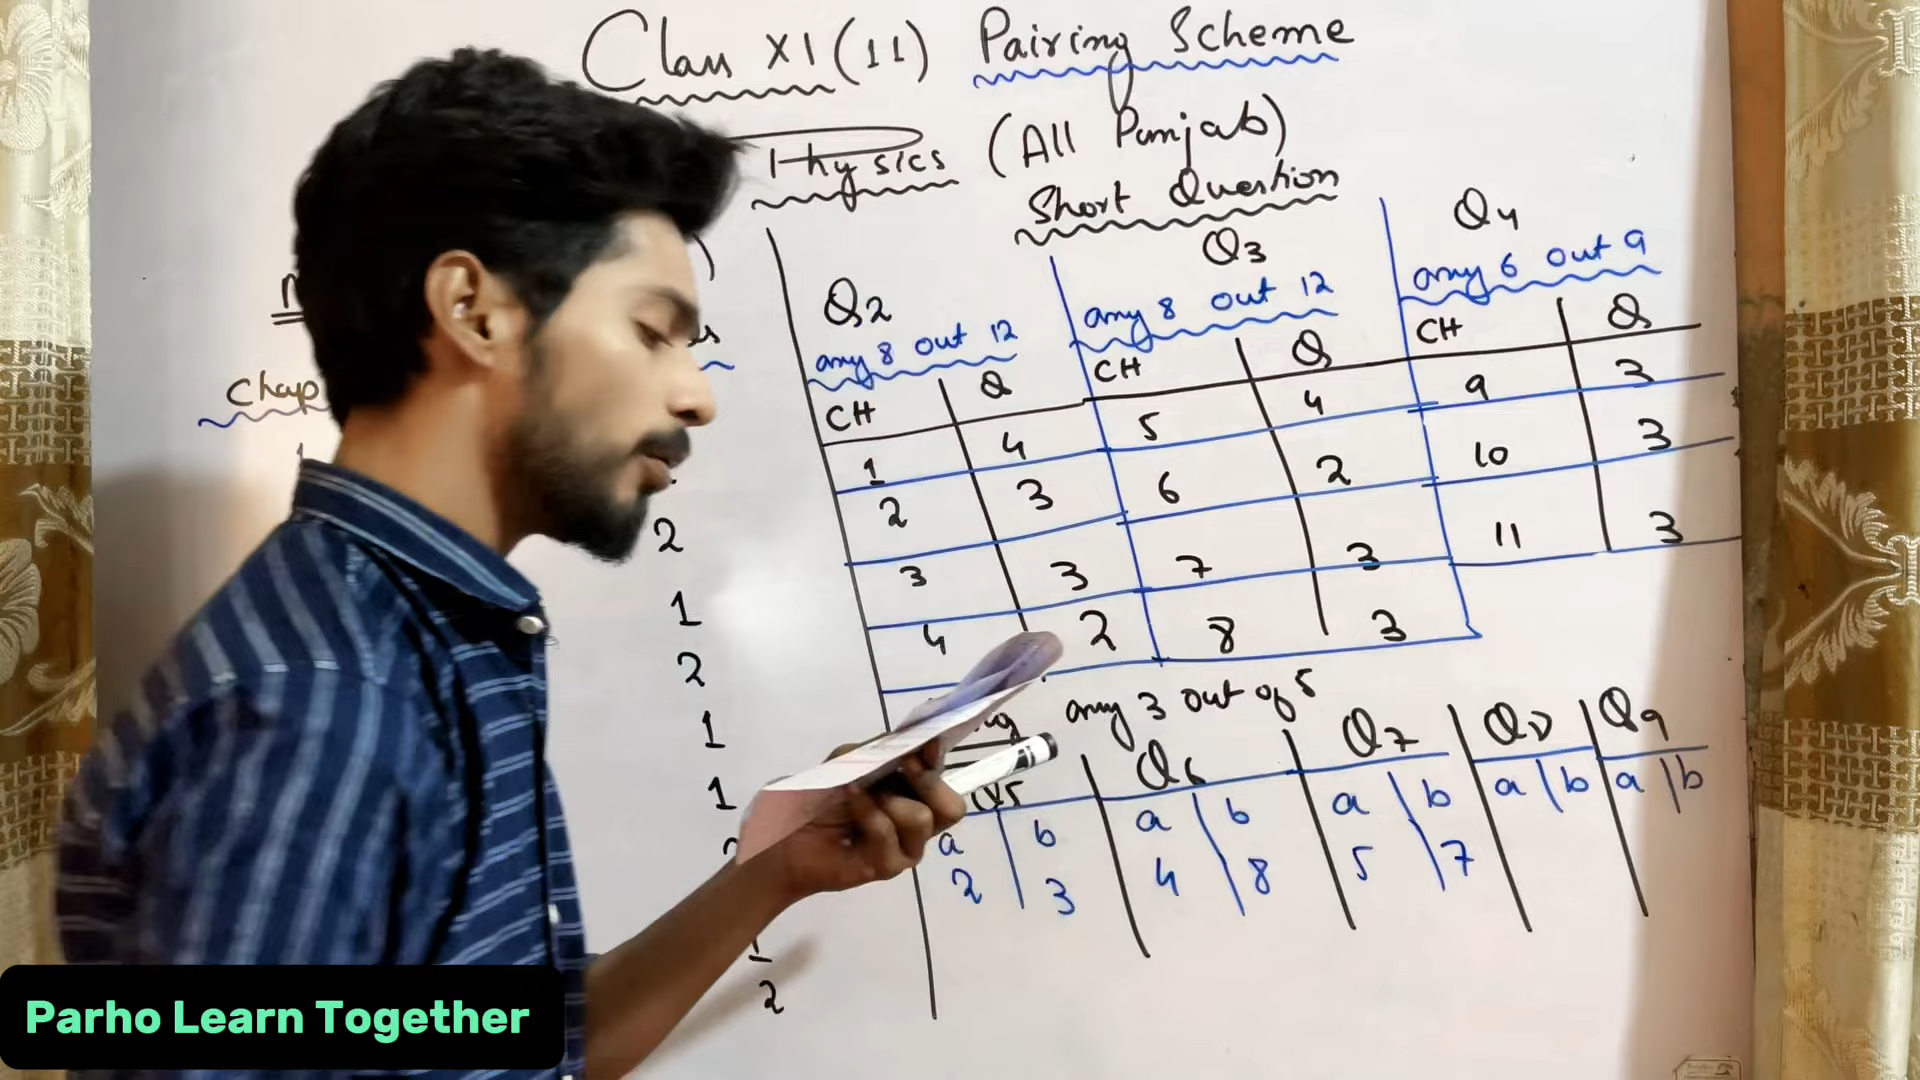 Class XI (11) Pairing Scheme
Physics (All Punjab)
Short Question
Chap
2
1
2
1
1
2
Q2
any 8 out 12
CH Q
1 4
2 3
3 3
4 2
Q3
any 8 out 12
CH Q
5 4
6 2
7 3
8 3
Q4
any 6 out 9
CH Q
9 3
10 3
11 3
any 3 out of 5
Q5 Q6 Q7 Q8 Q9
a b a b a b a b a b
2 3 4 8 5 7
Parho Learn Together